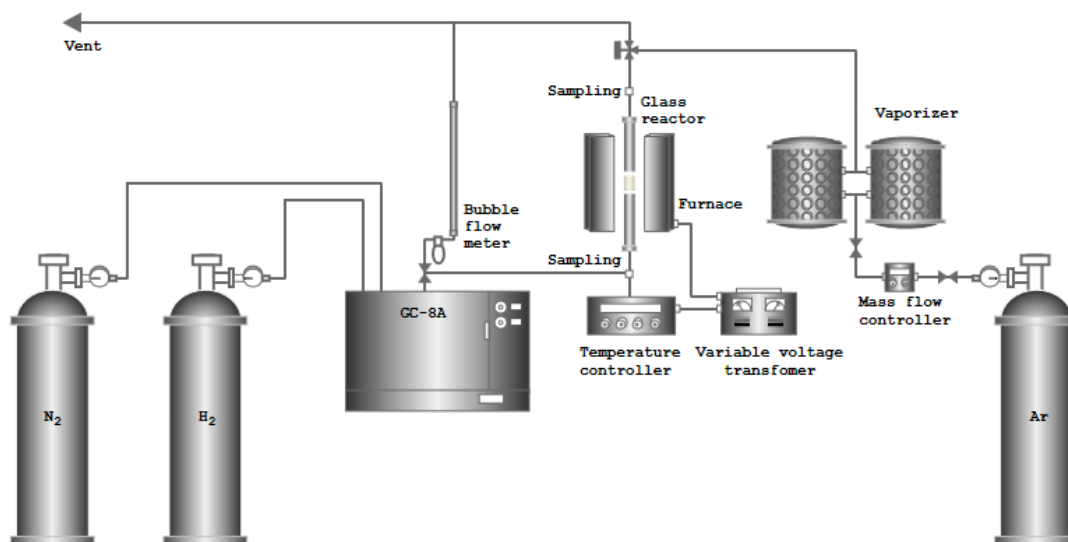 Vent
Sampling
Glass
reactor
Vaporizer
Furnace
Bubble
flow
meter
Sampling
GC-8A
Mass flow
controller
Temperature
controller
Variable voltage
transfomer
N₂
H₂
Ar